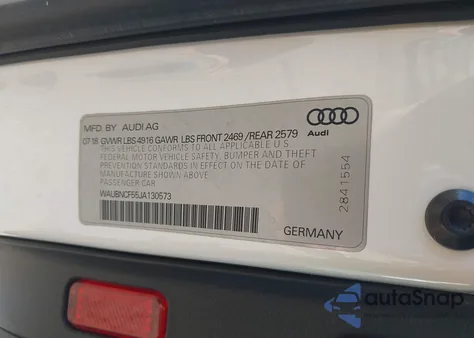 MFD. BY AUDI AG
07·18 GVWR LBS 4916 GAWR LBS FRONT 2469 /REAR 2579
THIS VEHICLE CONFORMS TO ALL APPLICABLE U.S.
FEDERAL MOTOR VEHICLE SAFETY, BUMPER AND THEFT
PREVENTION STANDARDS IN EFFECT ON THE DATE OF
MANUFACTURE SHOWN ABOVE.
PASSENGER CAR
WAUBNCF55JA130573
Audi
2841554
GERMANY
autoSnap